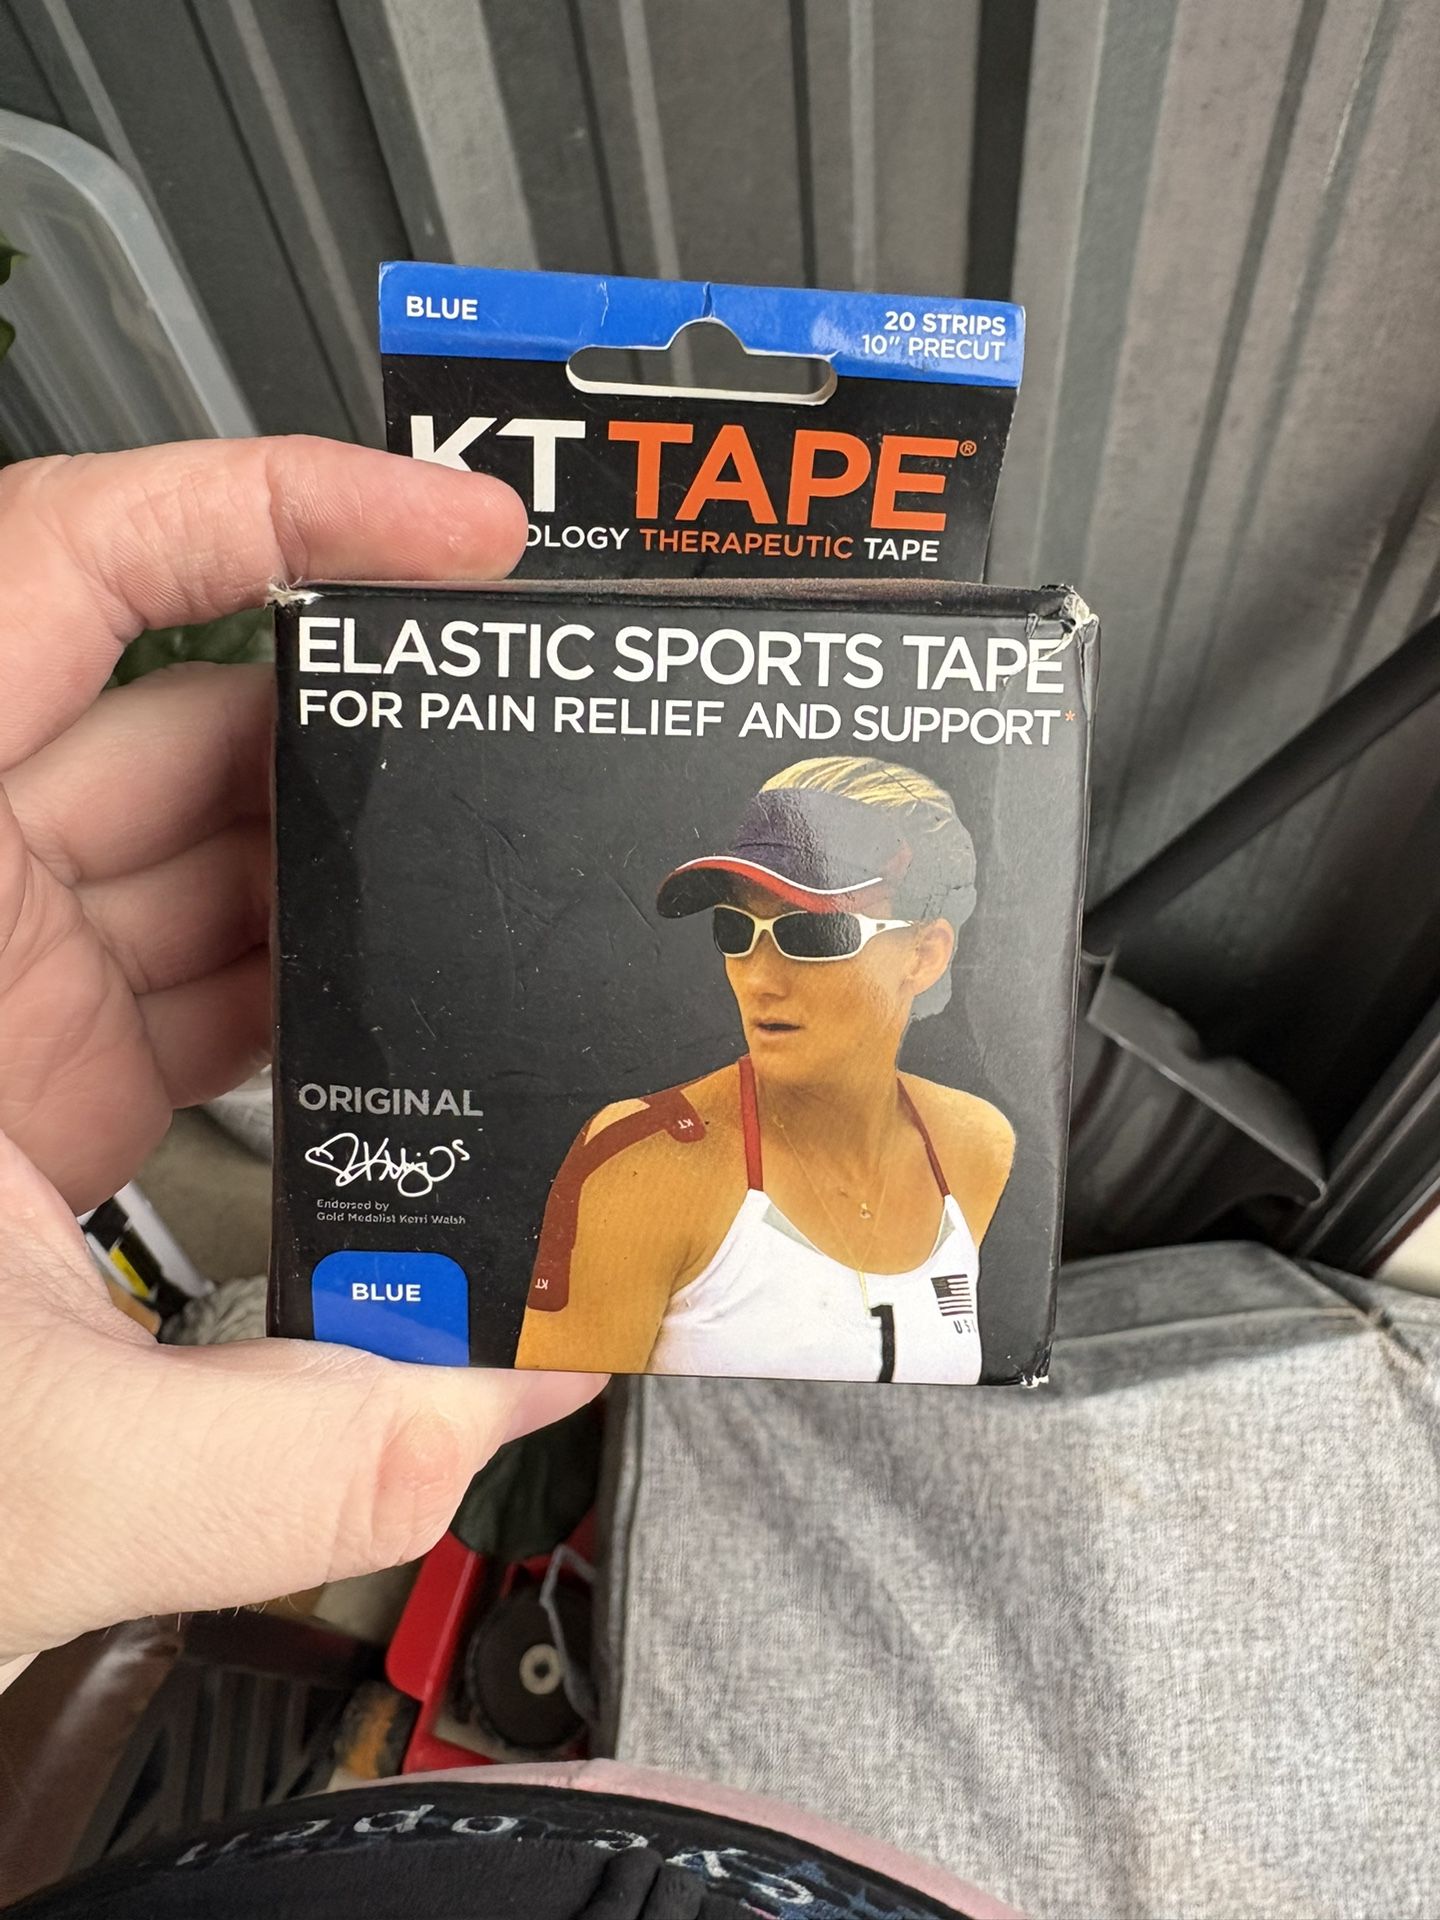 BLUE
20 STRIPS
10" PRECUT
KT TAPE®
THERAPEUTIC TAPE
ELASTIC SPORTS TAPE
FOR PAIN RELIEF AND SUPPORT*
ORIGINAL
Endorsed by
Gold Medalist Kerri Walsh
BLUE
KT
KT
1